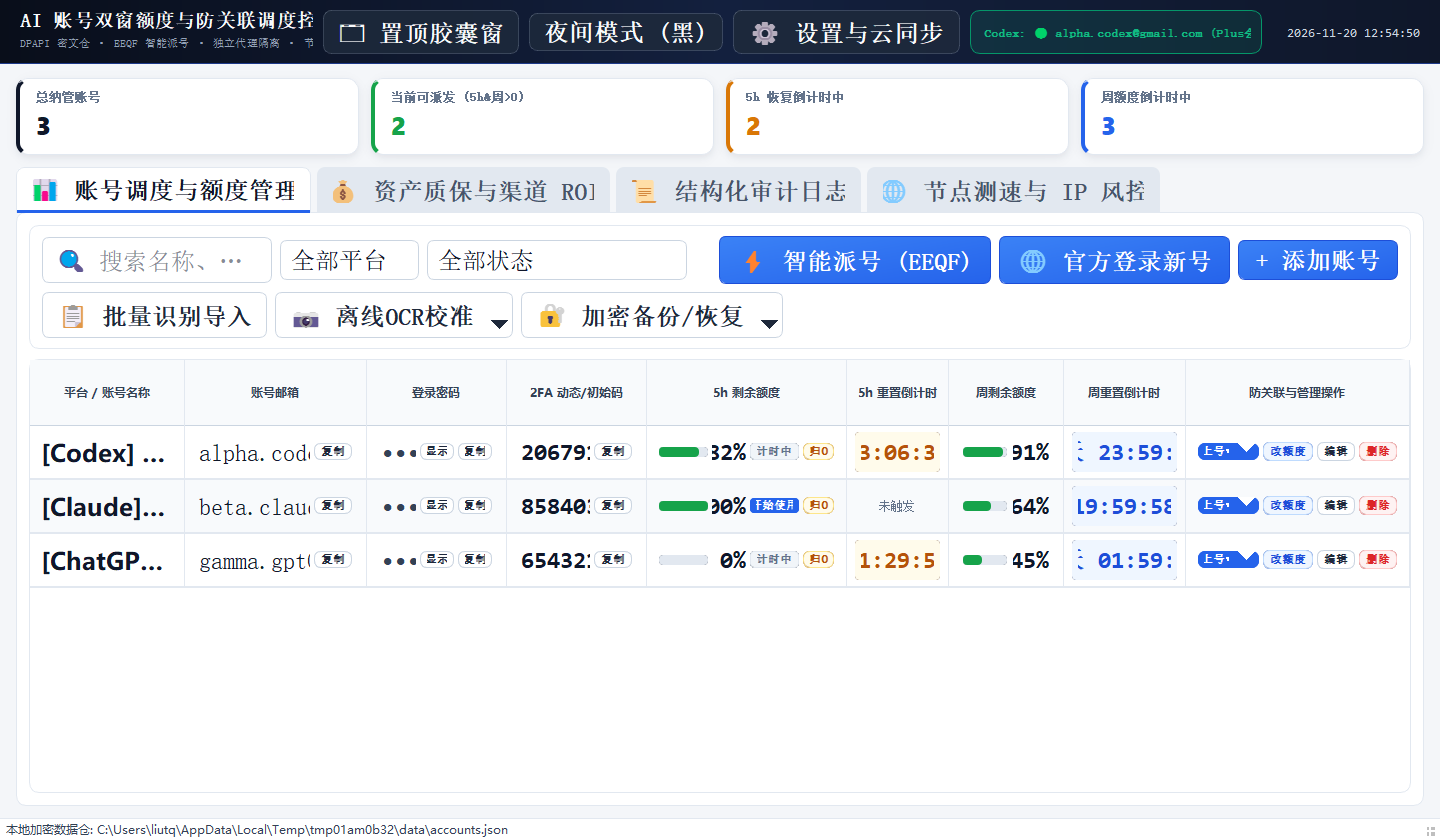 AI 账号双窗额度与防关联调度控
DPAPI 密文仓 • EEQF 智能派号 • 独立代理隔离 • 节
置顶胶囊窗
夜间模式 (黑)
设置与云同步
Codex: alpha.codex@gmail.com (Plus
2026-11-20 12:54:50
总纳管账号
3
当前可派发 (5h&周>0)
2
5h 恢复倒计时中
2
周额度倒计时中
3
账号调度与额度管理
资产质保与渠道 ROI
结构化审计日志
节点测速与 IP 风控
搜索名称、…
全部平台
全部状态
智能派号 (EEQF)
官方登录新号
+ 添加账号
批量识别导入
离线OCR校准
加密备份/恢复
平台 / 账号名称 账号邮箱 登录密码 2FA 动态/初始码 5h 剩余额度 5h 重置倒计时 周剩余额度 周重置倒计时 防关联与管理操作
[Codex] ... alpha.cod 复制 ••• 显示 复制 20679 复制 32% 计时中 归0 3:06:3 91% 23:59: 上号 改额度 编辑 删除
[Claude]... beta.clau 复制 ••• 显示 复制 85840 复制 00% 开始使用 归0 未触发 64% 19:59:58 上号 改额度 编辑 删除
[ChatGP... gamma.gpt 复制 ••• 显示 复制 65432 复制 0% 计时中 归0 1:29:5 45% 01:59: 上号 改额度 编辑 删除
本地加密数据仓: C:\Users\liutq\AppData\Local\Temp\tmp01am0b32\data\accounts.json